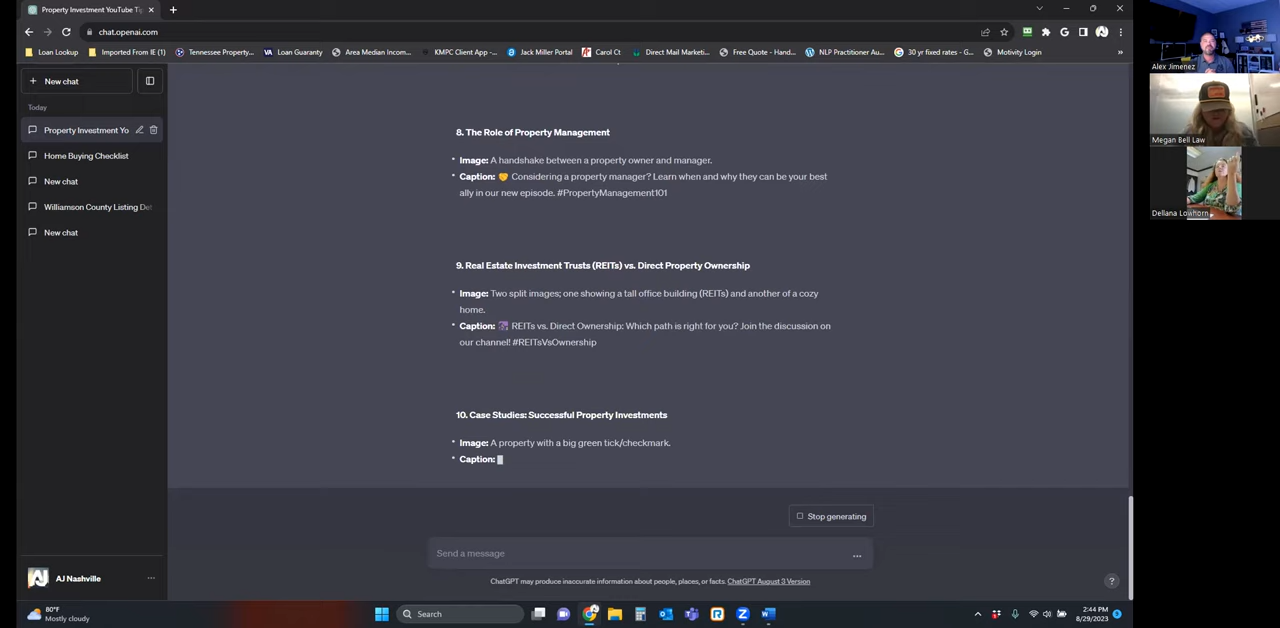 Property Investment YouTube Ti
chat.openai.com
Loan Lookup
Imported From IE (1)
Tennessee Property...
VA Loan Guaranty
Area Median Incom...
KMPC Client App -...
Jack Miller Portal
Carol Ct
Direct Mail Marketi...
Free Quote - Forward
NLP Practitioner Au...
30 yr fixed rates - G...
Motivity Login
»
+ New chat
Today
Property Investment Yo
Home Buying Checklist
New chat
Williamson County Listing Det
New chat
8. The Role of Property Management
• Image: A handshake between a property owner and manager.
• Caption: 🤝 Considering a property manager? Learn when and why they can be your best
ally in our new episode. #PropertyManagement101
9. Real Estate Investment Trusts (REITs) vs. Direct Property Ownership
• Image: Two split images; one showing a tall office building (REITs) and another of a cozy
home.
• Caption: REITs vs. Direct Ownership: Which path is right for you? Join the discussion on
our channel! #REITsVsOwnership
10. Case Studies: Successful Property Investments
• Image: A property with a big green tick/checkmark.
• Caption:
Stop generating
Send a message
...
ChatGPT may produce inaccurate information about people, places, or facts. ChatGPT August 3 Version
?
AJ Nashville
...
80°F
Mostly cloudy
Search
2:44 PM
8/29/2023
Alex Jimenez
Megan Bell Law
Dellana Lowhorn